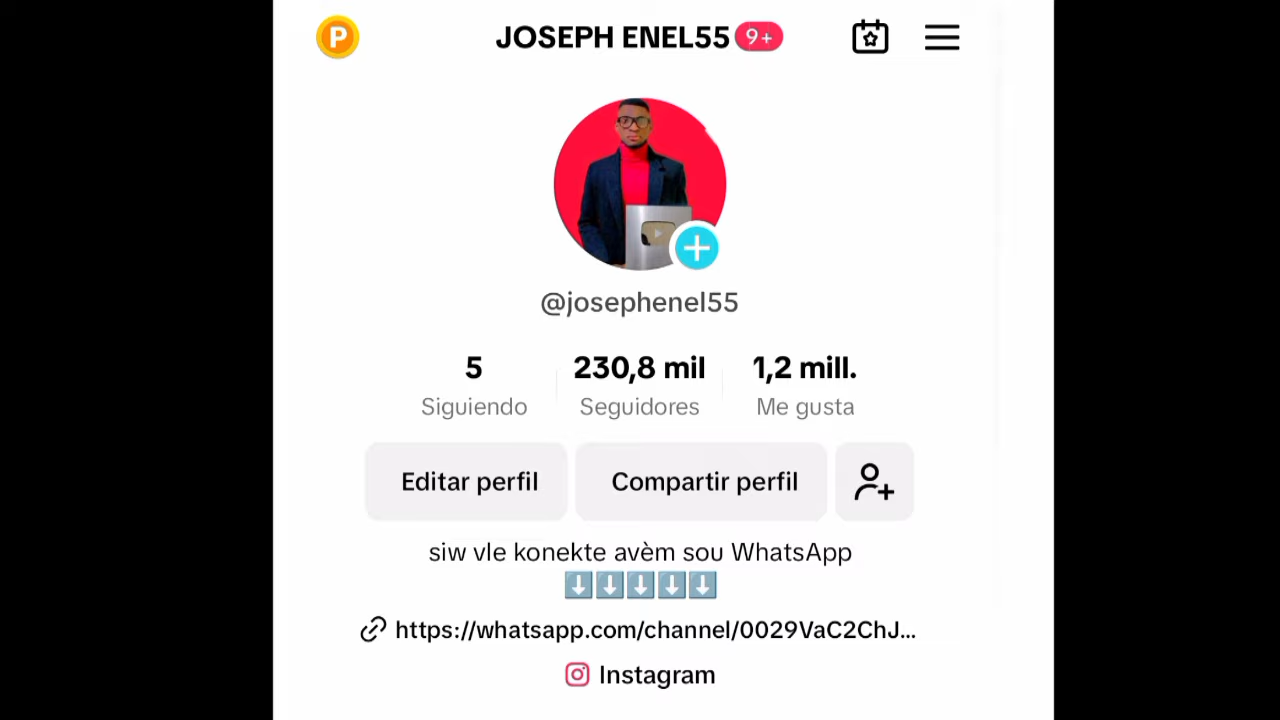 P
JOSEPH ENEL55 9+
@josephenel55
5 230,8 mil 1,2 mill.
Siguiendo Seguidores Me gusta
Editar perfil Compartir perfil
siw vle konekte avèm sou WhatsApp
⬇️⬇️⬇️⬇️⬇️
https://whatsapp.com/channel/0029VaC2ChJ...
Instagram